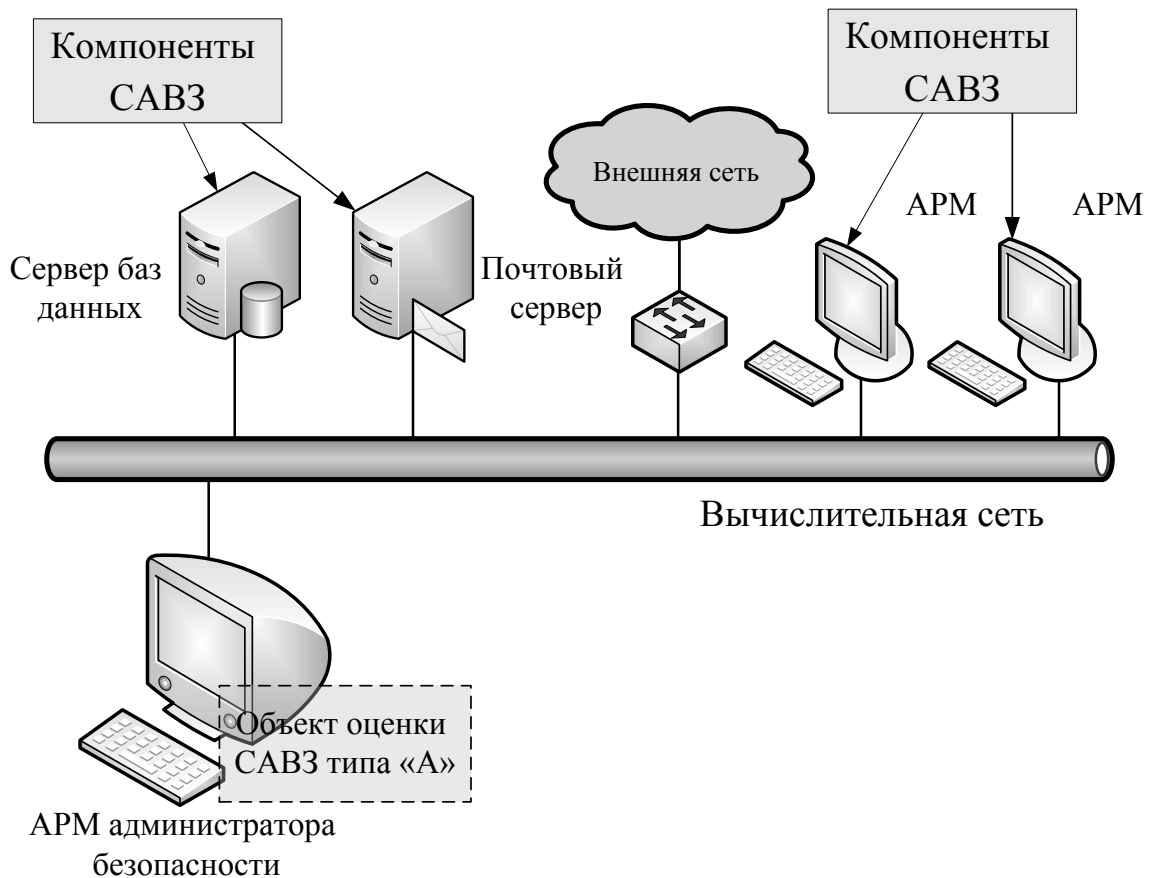 Компоненты
САВЗ
Компоненты
САВЗ
Внешняя сеть
АРМ
АРМ
Сервер баз
данных
Почтовый
сервер
Вычислительная сеть
Объект оценки
САВЗ типа «А»
АРМ администратора
безопасности